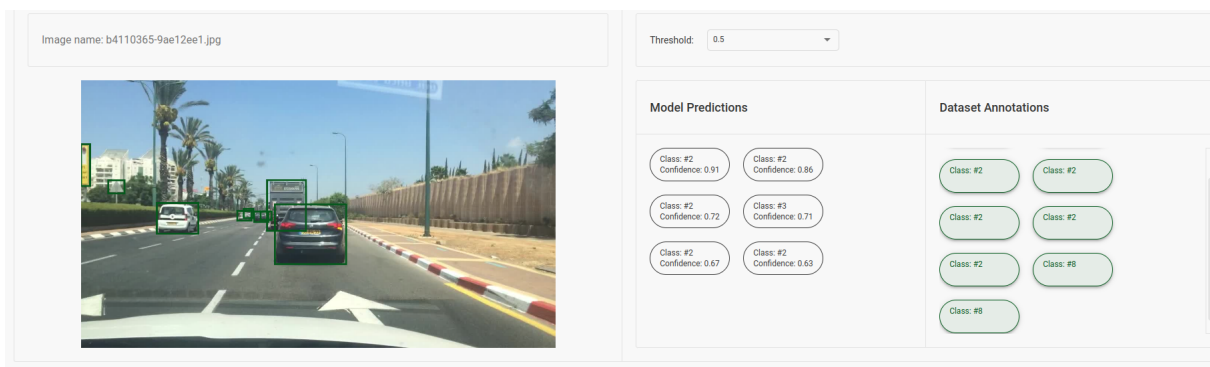 Image name: b4110365-9ae12ee1.jpg
Threshold: 0.5
Model Predictions
Dataset Annotations
Class: #2
Confidence: 0.91
Class: #2
Confidence: 0.86
Class: #2
Confidence: 0.72
Class: #3
Confidence: 0.71
Class: #2
Confidence: 0.67
Class: #2
Confidence: 0.63
Class: #2
Class: #2
Class: #2
Class: #2
Class: #2
Class: #8
Class: #8